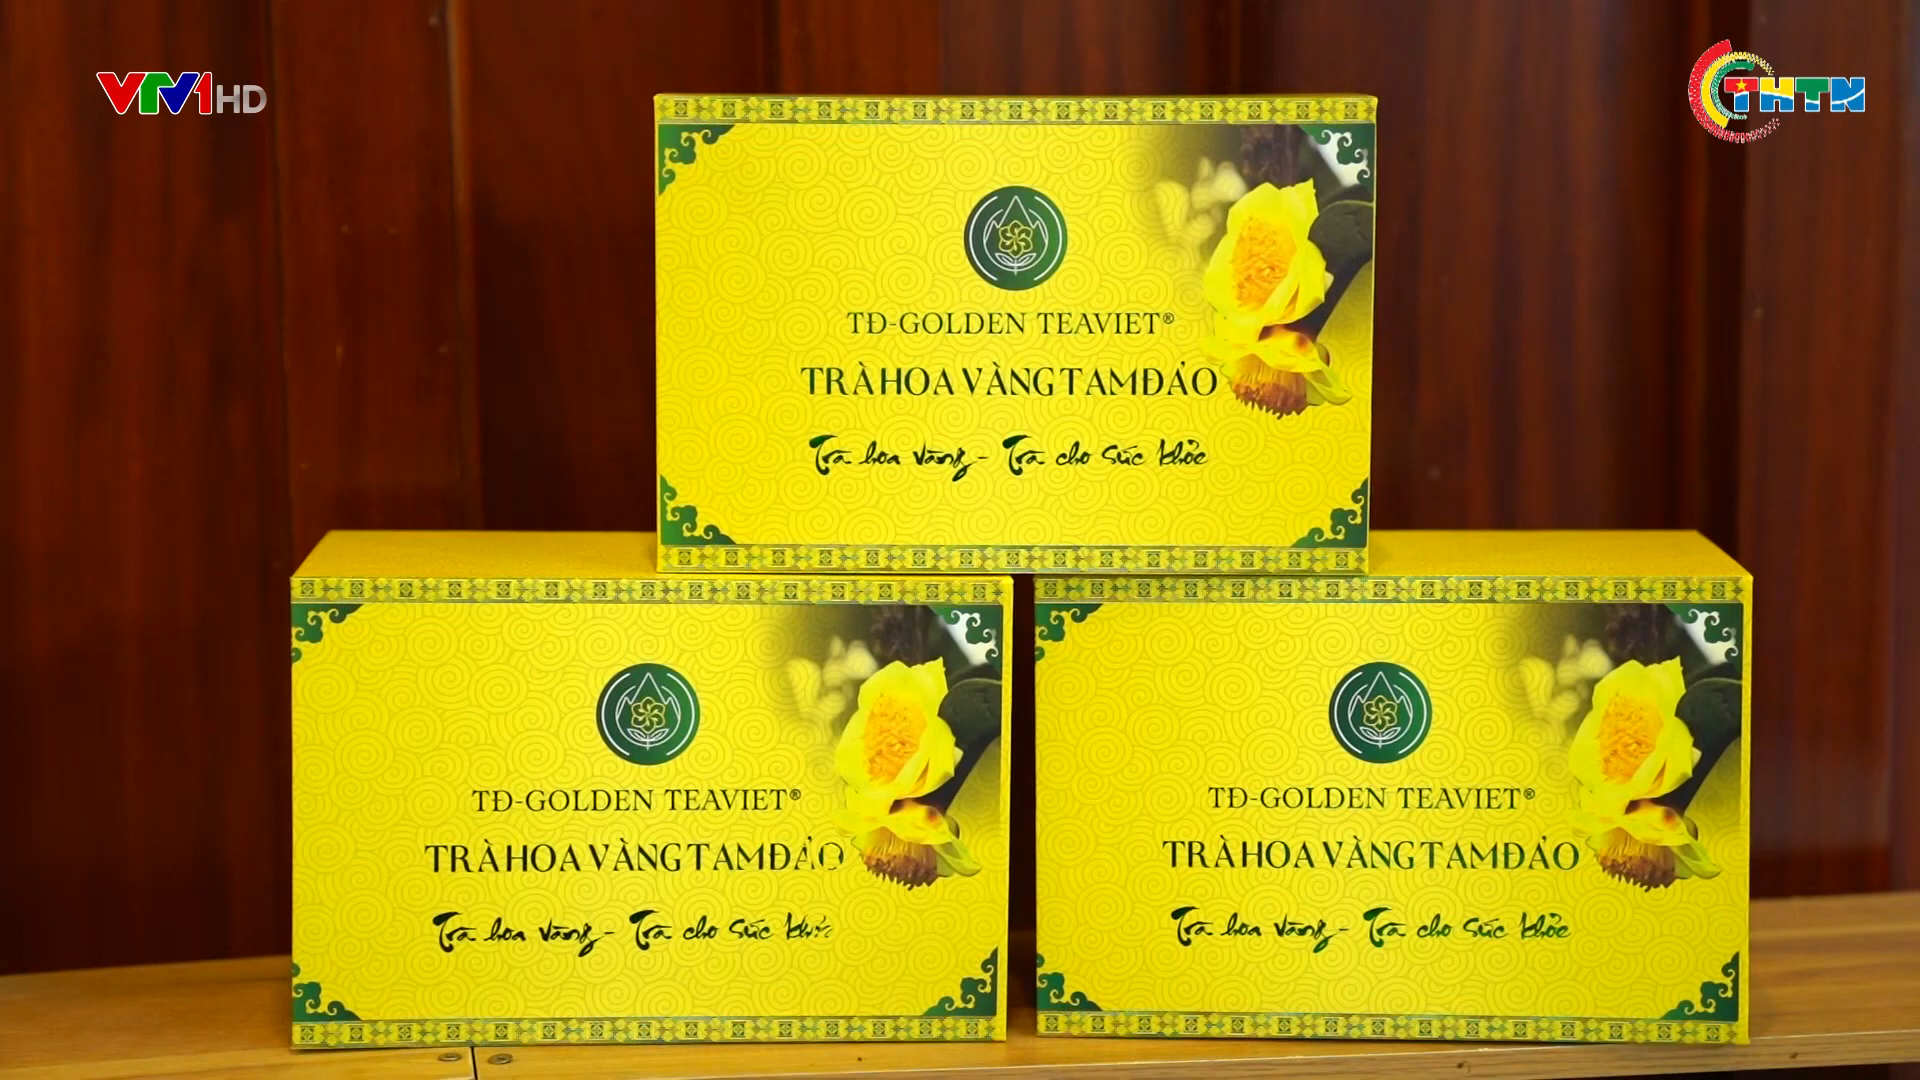 VTV1 HD
THTN
TĐ-GOLDEN TEAVIET®
TRÀ HOA VÀNG TAM ĐẢO
Trà hoa vàng - Trà cho sức khỏe
TĐ-GOLDEN TEAVIET®
TRÀ HOA VÀNG TAM ĐẢO
Trà hoa vàng - Trà cho sức khỏe
TĐ-GOLDEN TEAVIET®
TRÀ HOA VÀNG TAM ĐẢO
Trà hoa vàng - Trà cho sức khỏe